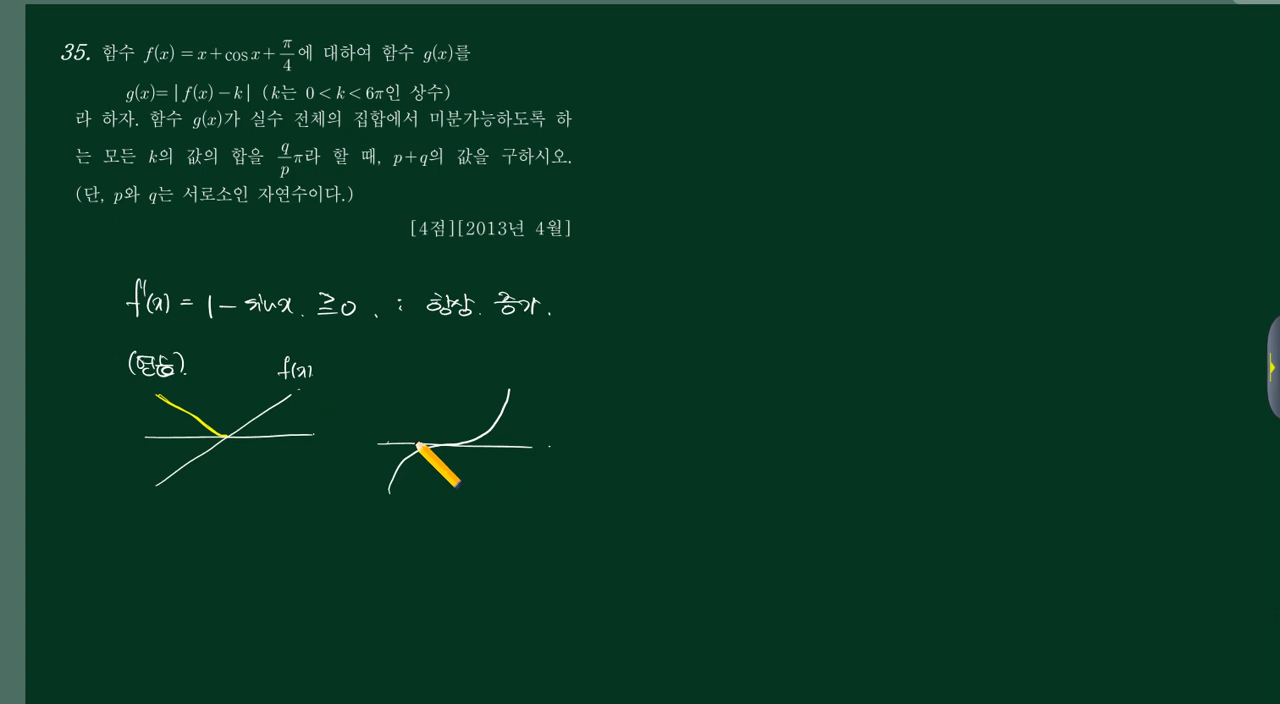 35. 함수 f(x) = x + cos x + π/4 에 대하여 함수 g(x)를
g(x) = | f(x) − k | (k는 0 < k < 6π인 상수)
라 하자. 함수 g(x)가 실수 전체의 집합에서 미분가능하도록 하
는 모든 k의 값의 합을 q/p π라 할 때, p+q의 값을 구하시오.
(단, p와 q는 서로소인 자연수이다.)
[4점][2013년 4월]
f'(x) = 1 − sin x. ≥ 0. : 항상. 증가.
f(x).